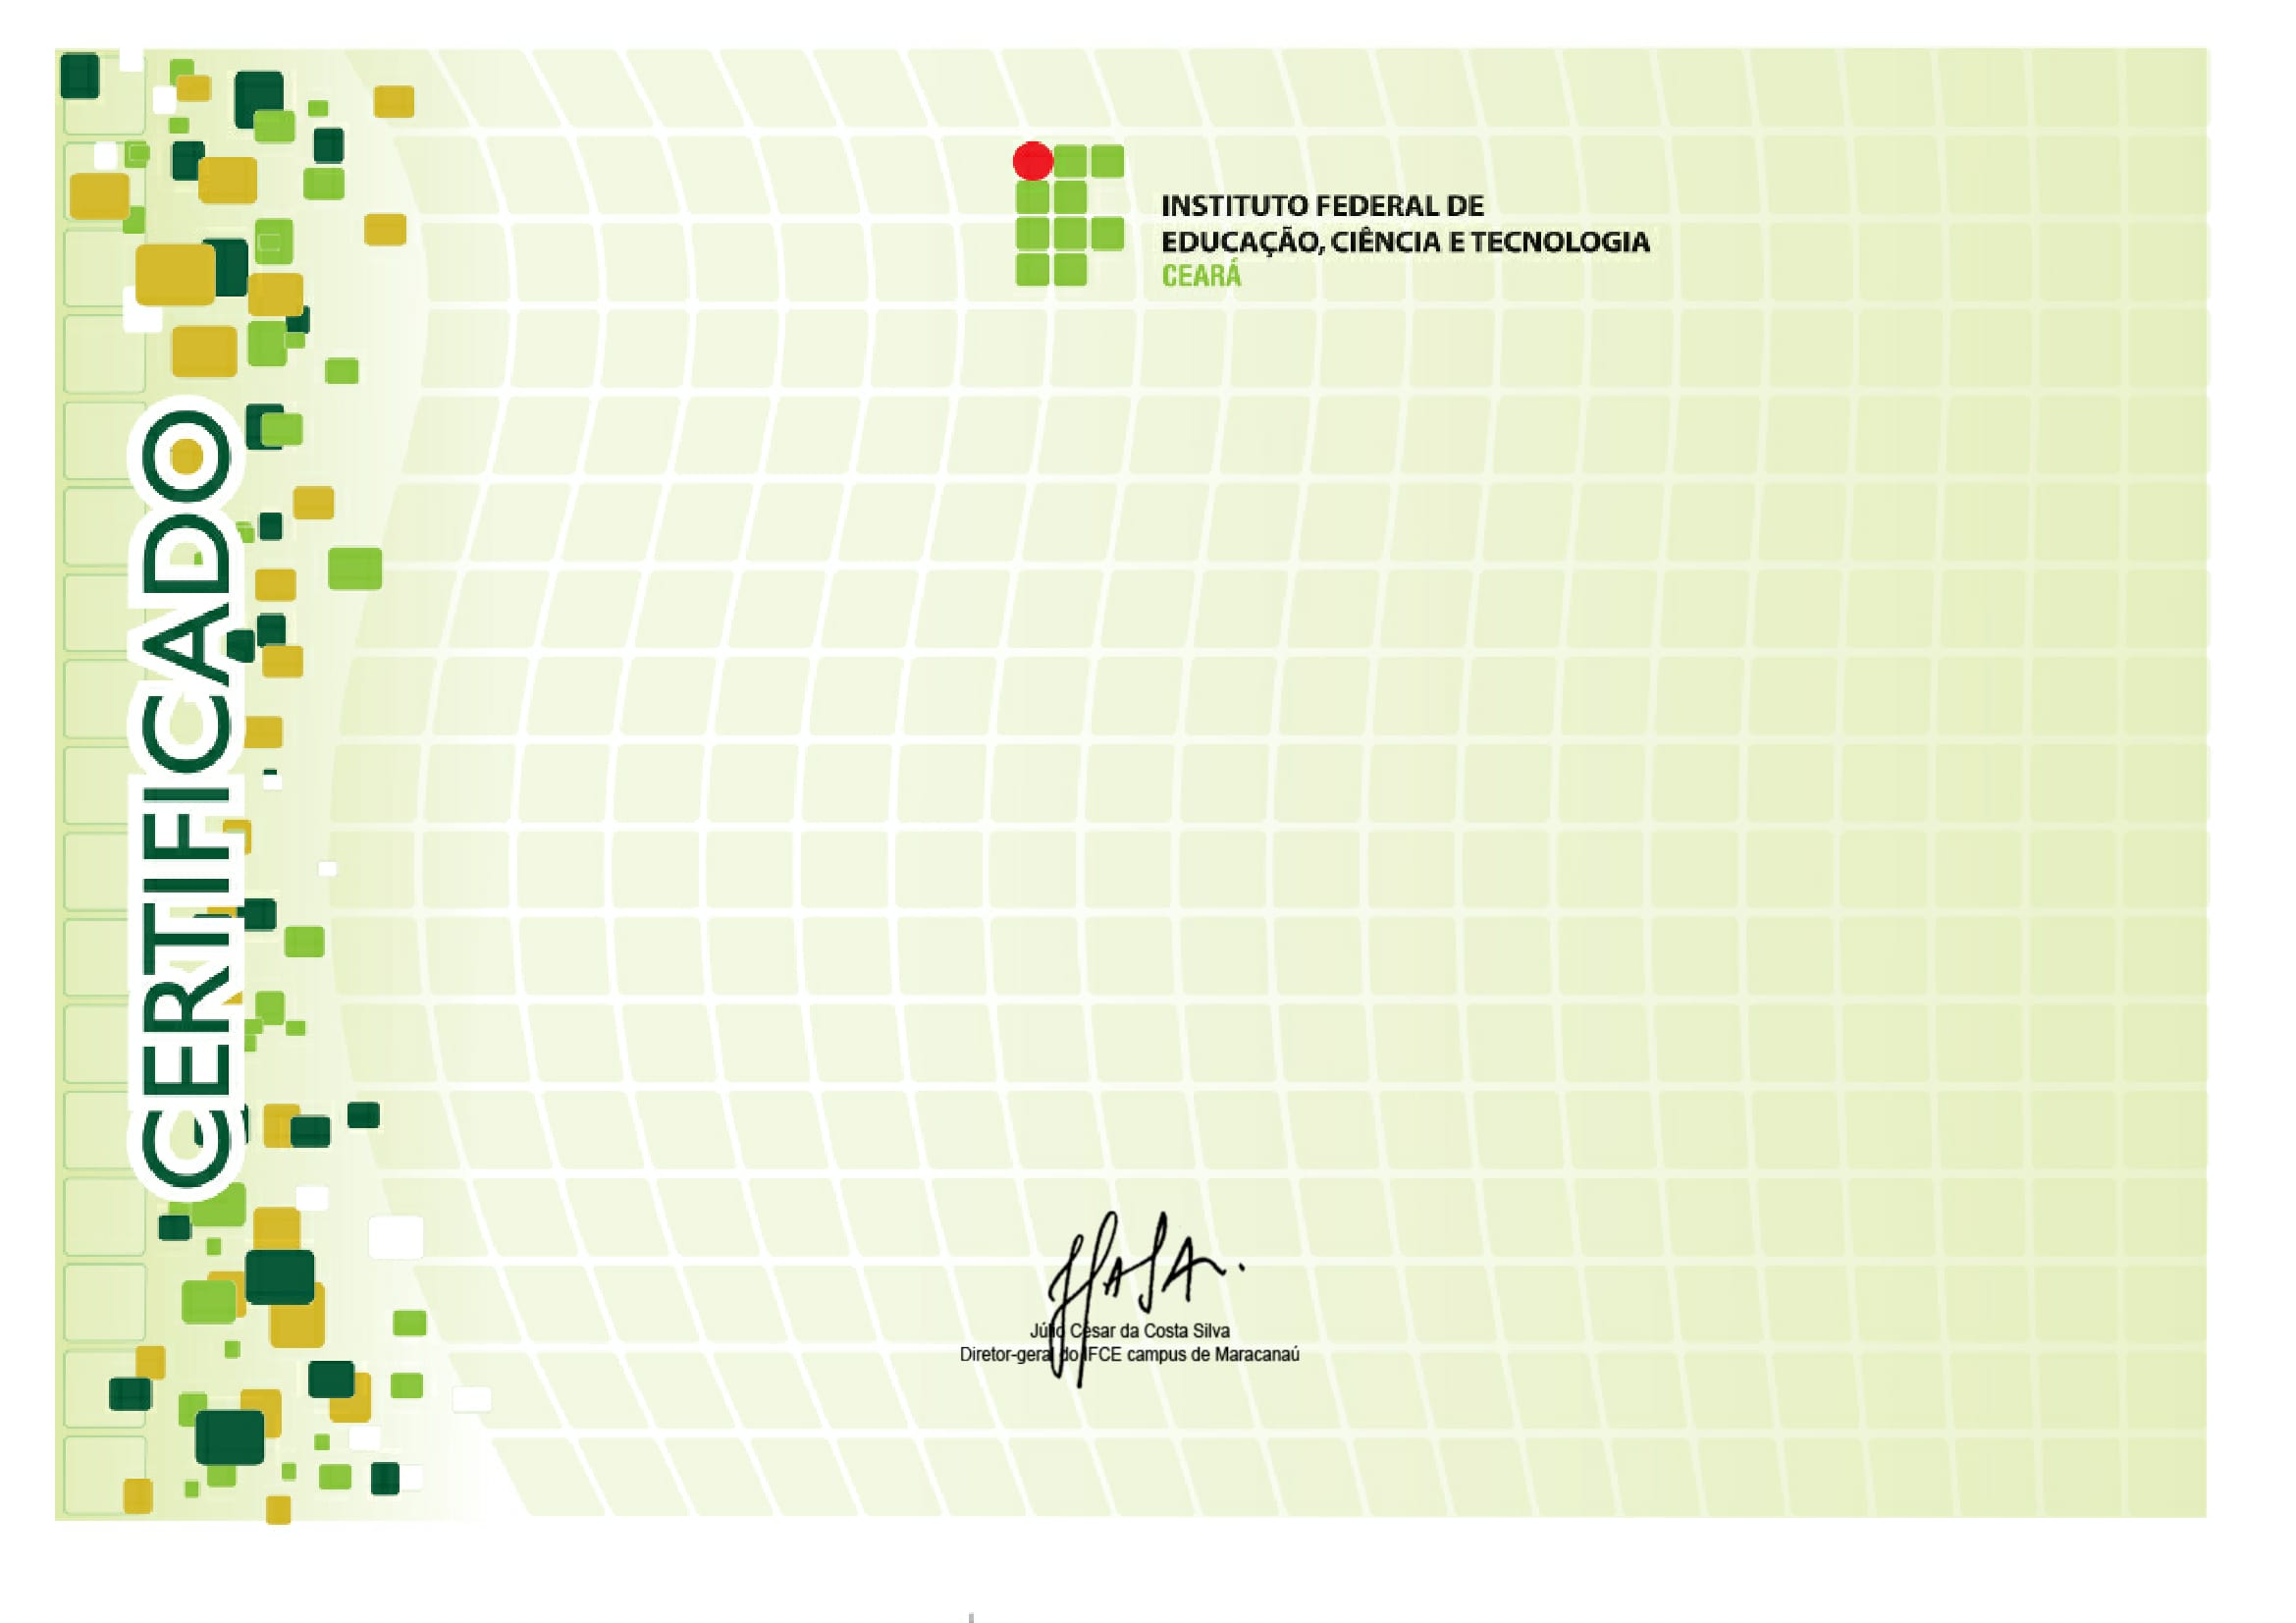 CERTIFICADO
INSTITUTO FEDERAL DE
EDUCAÇÃO, CIÊNCIA E TECNOLOGIA
CEARÁ
Júlio César da Costa Silva
Diretor-geral do IFCE campus de Maracanaú